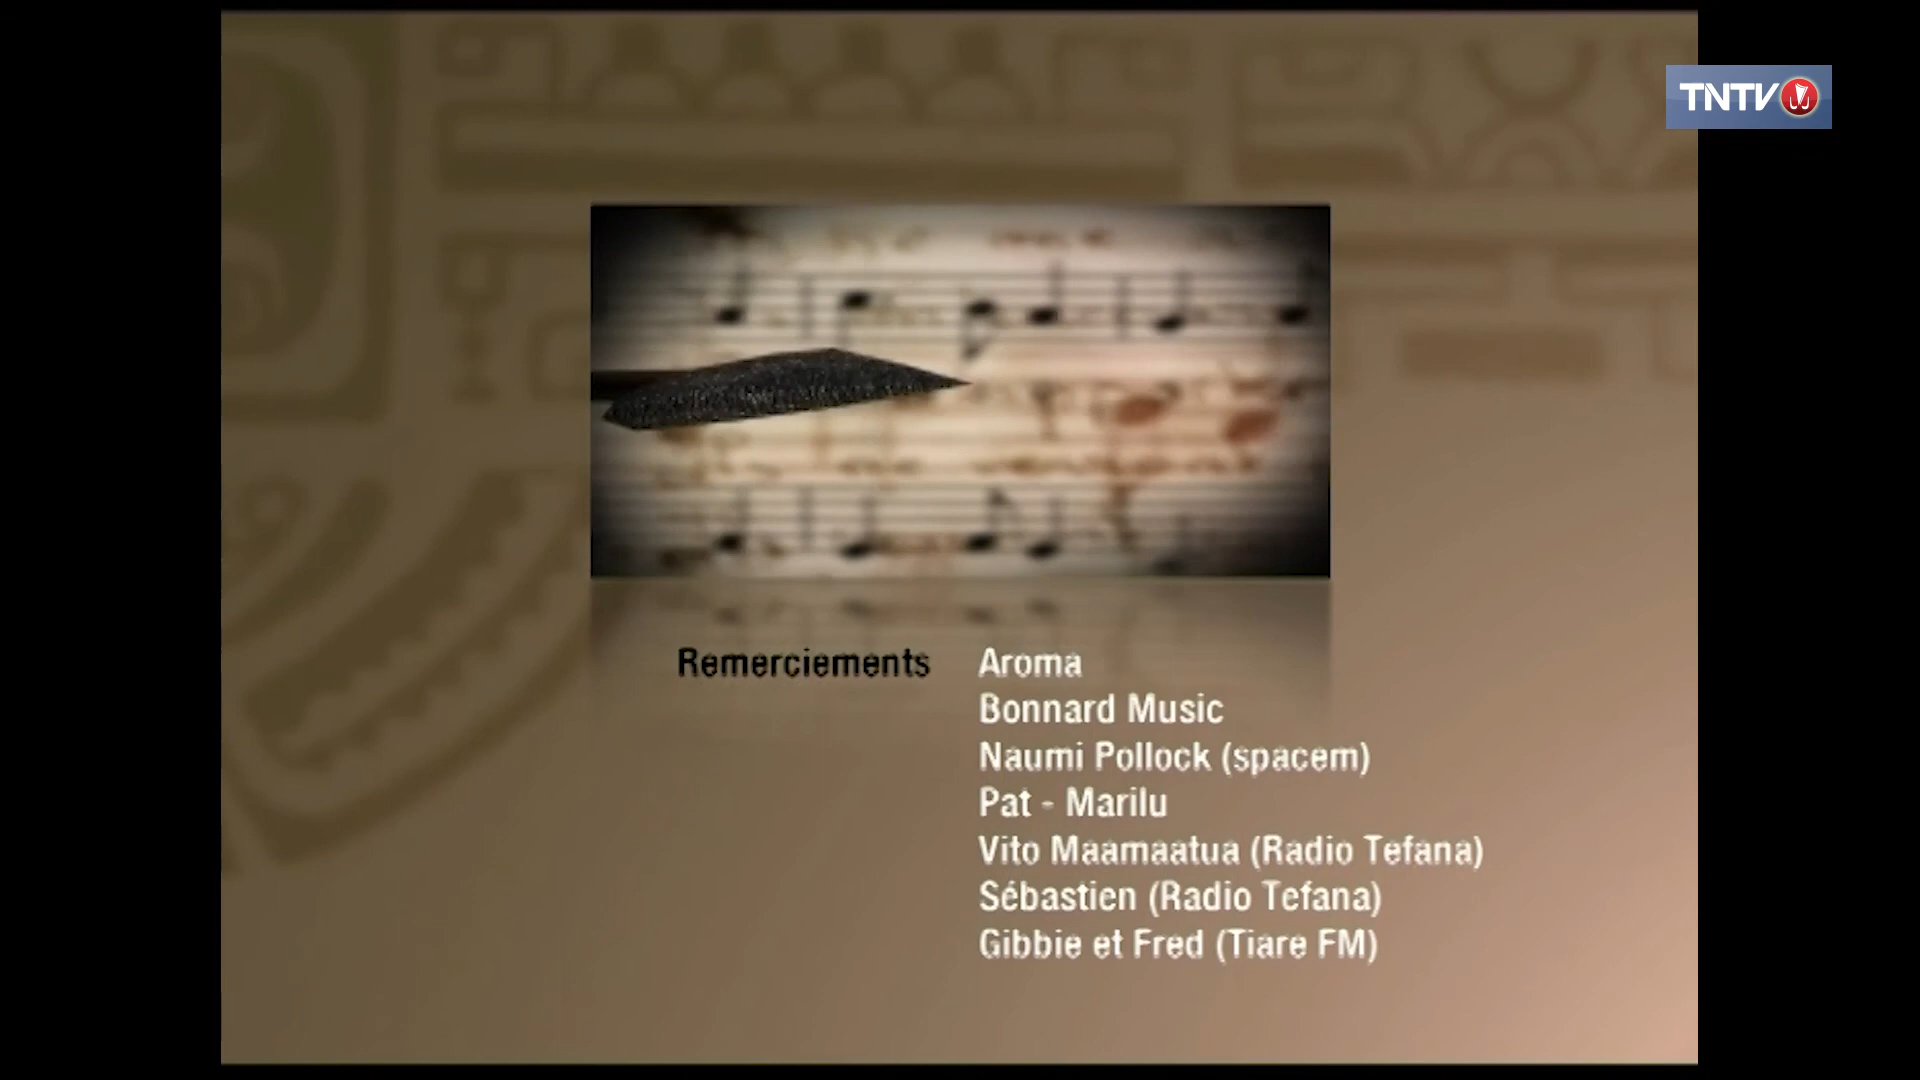 TNTV
Remerciements Aroma
Bonnard Music
Naumi Pollock (spacem)
Pat - Marilu
Vito Maamaatua (Radio Tefana)
Sébastien (Radio Tefana)
Gibbie et Fred (Tiare FM)